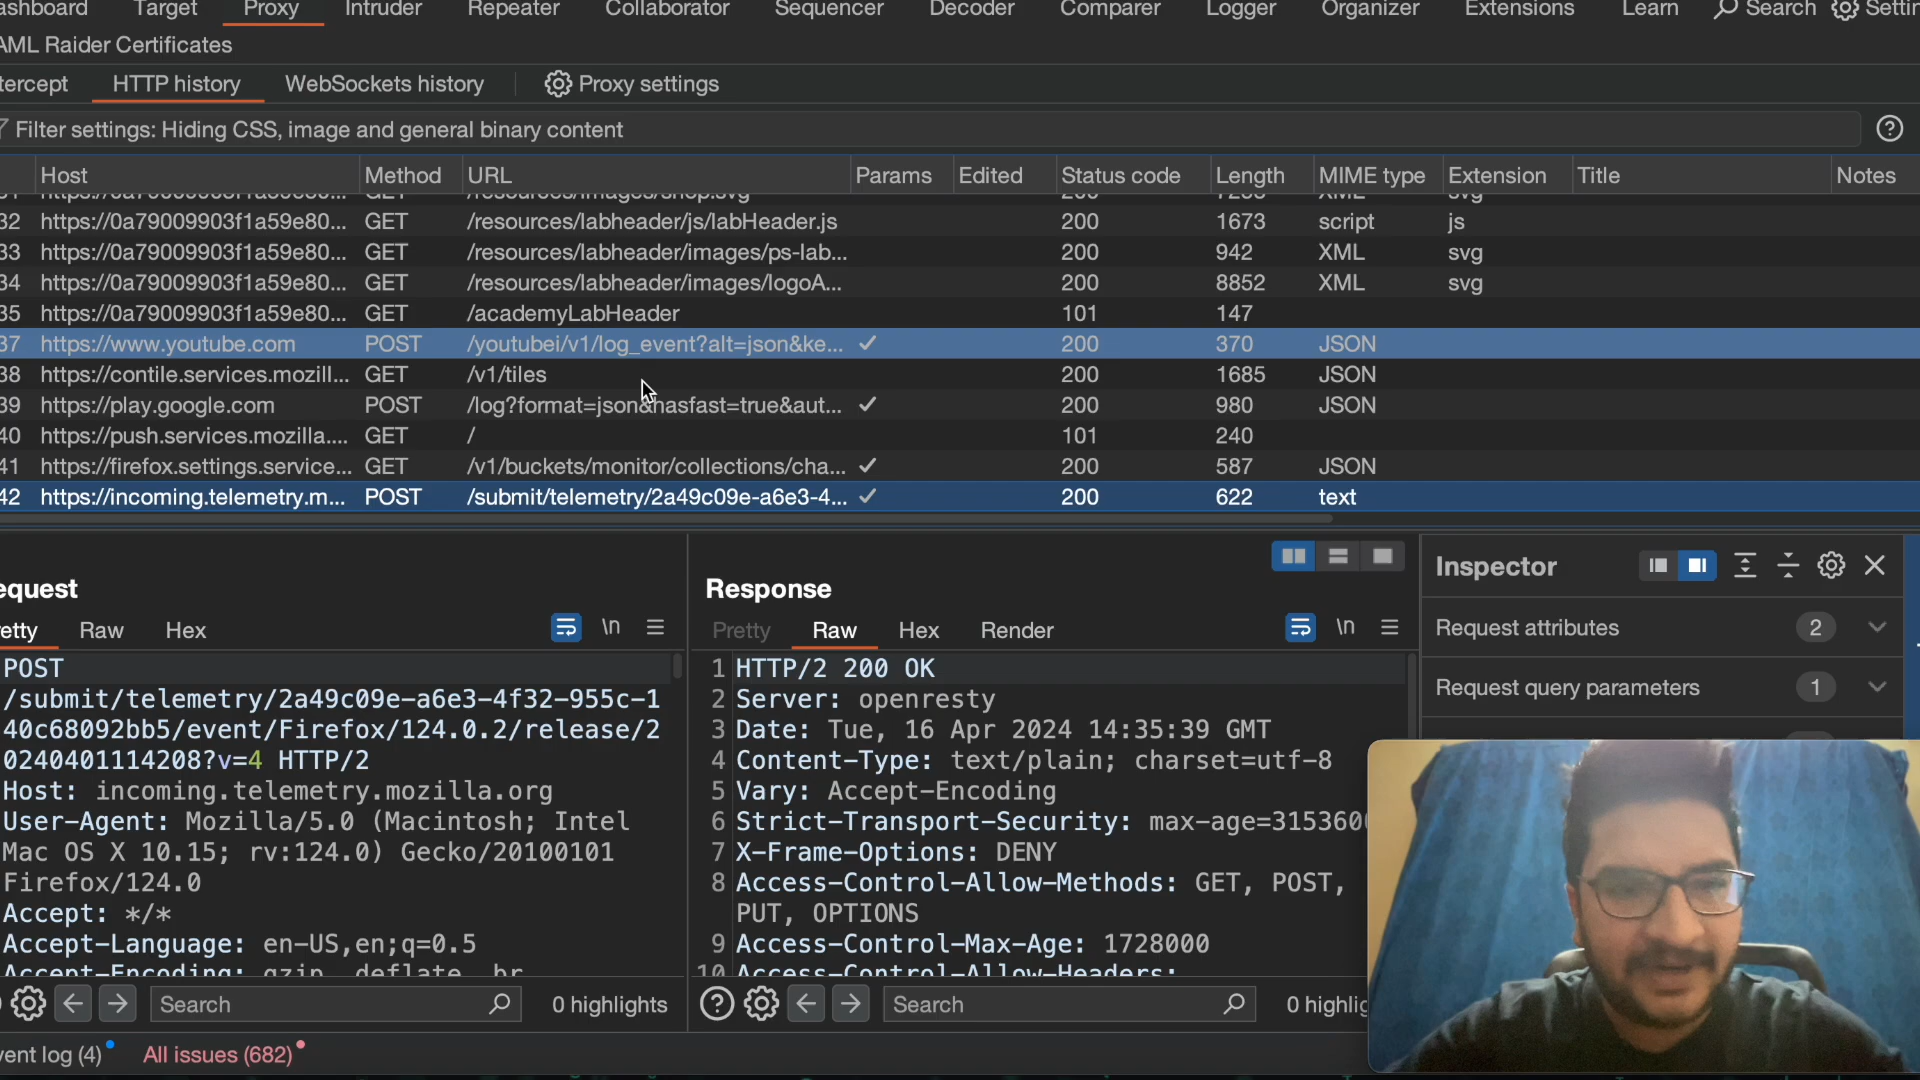 ashboard Target Proxy Intruder Repeater Collaborator Sequencer Decoder Comparer Logger Organizer Extensions Learn Search Settin
AML Raider Certificates
tercept HTTP history WebSockets history Proxy settings
Filter settings: Hiding CSS, image and general binary content
Host Method URL Params Edited Status code Length MIME type Extension Title Notes
32 https://0a79009903f1a59e80... GET /resources/labheader/js/labHeader.js 200 1673 script js
33 https://0a79009903f1a59e80... GET /resources/labheader/images/ps-lab... 200 942 XML svg
34 https://0a79009903f1a59e80... GET /resources/labheader/images/logoA... 200 8852 XML svg
35 https://0a79009903f1a59e80... GET /academyLabHeader 101 147
37 https://www.youtube.com POST /youtubei/v1/log_event?alt=json&ke... ✓ 200 370 JSON
38 https://contile.services.mozill... GET /v1/tiles 200 1685 JSON
39 https://play.google.com POST /log?format=json&hasfast=true&aut... ✓ 200 980 JSON
40 https://push.services.mozilla.... GET / 101 240
41 https://firefox.settings.service... GET /v1/buckets/monitor/collections/cha... ✓ 200 587 JSON
42 https://incoming.telemetry.m... POST /submit/telemetry/2a49c09e-a6e3-4... ✓ 200 622 text
equest
etty Raw Hex \n
POST
/submit/telemetry/2a49c09e-a6e3-4f32-955c-1
40c68092bb5/event/Firefox/124.0.2/release/2
0240401114208?v=4 HTTP/2
Host: incoming.telemetry.mozilla.org
User-Agent: Mozilla/5.0 (Macintosh; Intel
Mac OS X 10.15; rv:124.0) Gecko/20100101
Firefox/124.0
Accept: */*
Accept-Language: en-US,en;q=0.5
Accept-Encoding: gzip, deflate, br
Search 0 highlights
Response
Pretty Raw Hex Render \n
1 HTTP/2 200 OK
2 Server: openresty
3 Date: Tue, 16 Apr 2024 14:35:39 GMT
4 Content-Type: text/plain; charset=utf-8
5 Vary: Accept-Encoding
6 Strict-Transport-Security: max-age=3153600
7 X-Frame-Options: DENY
8 Access-Control-Allow-Methods: GET, POST,
PUT, OPTIONS
9 Access-Control-Max-Age: 1728000
10 Access-Control-Allow-Headers:
Search 0 highlig
Inspector
Request attributes 2
Request query parameters 1
vent log (4) All issues (682)